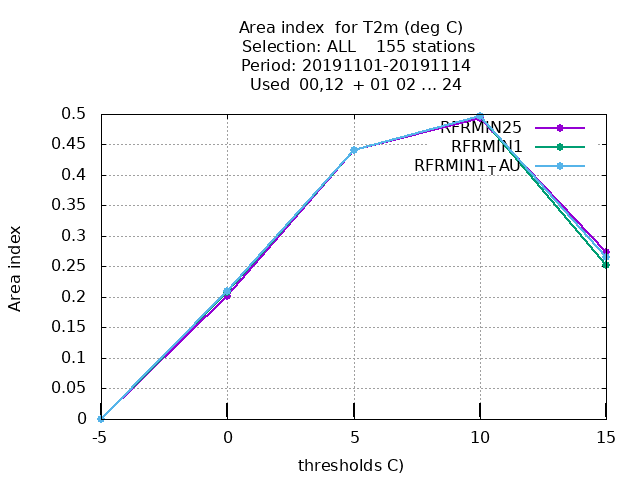 Area index  for T2m (deg C)
Selection: ALL    155 stations
Period: 20191101-20191114
Used  00,12  + 01 02 ... 24
0.5
0.45
0.4
0.35
0.3
0.25
0.2
0.15
0.1
0.05
0
Area index
RFRMIN25
RFRMIN1
RFRMIN1TAU
-5 0 5 10 15
thresholds C)